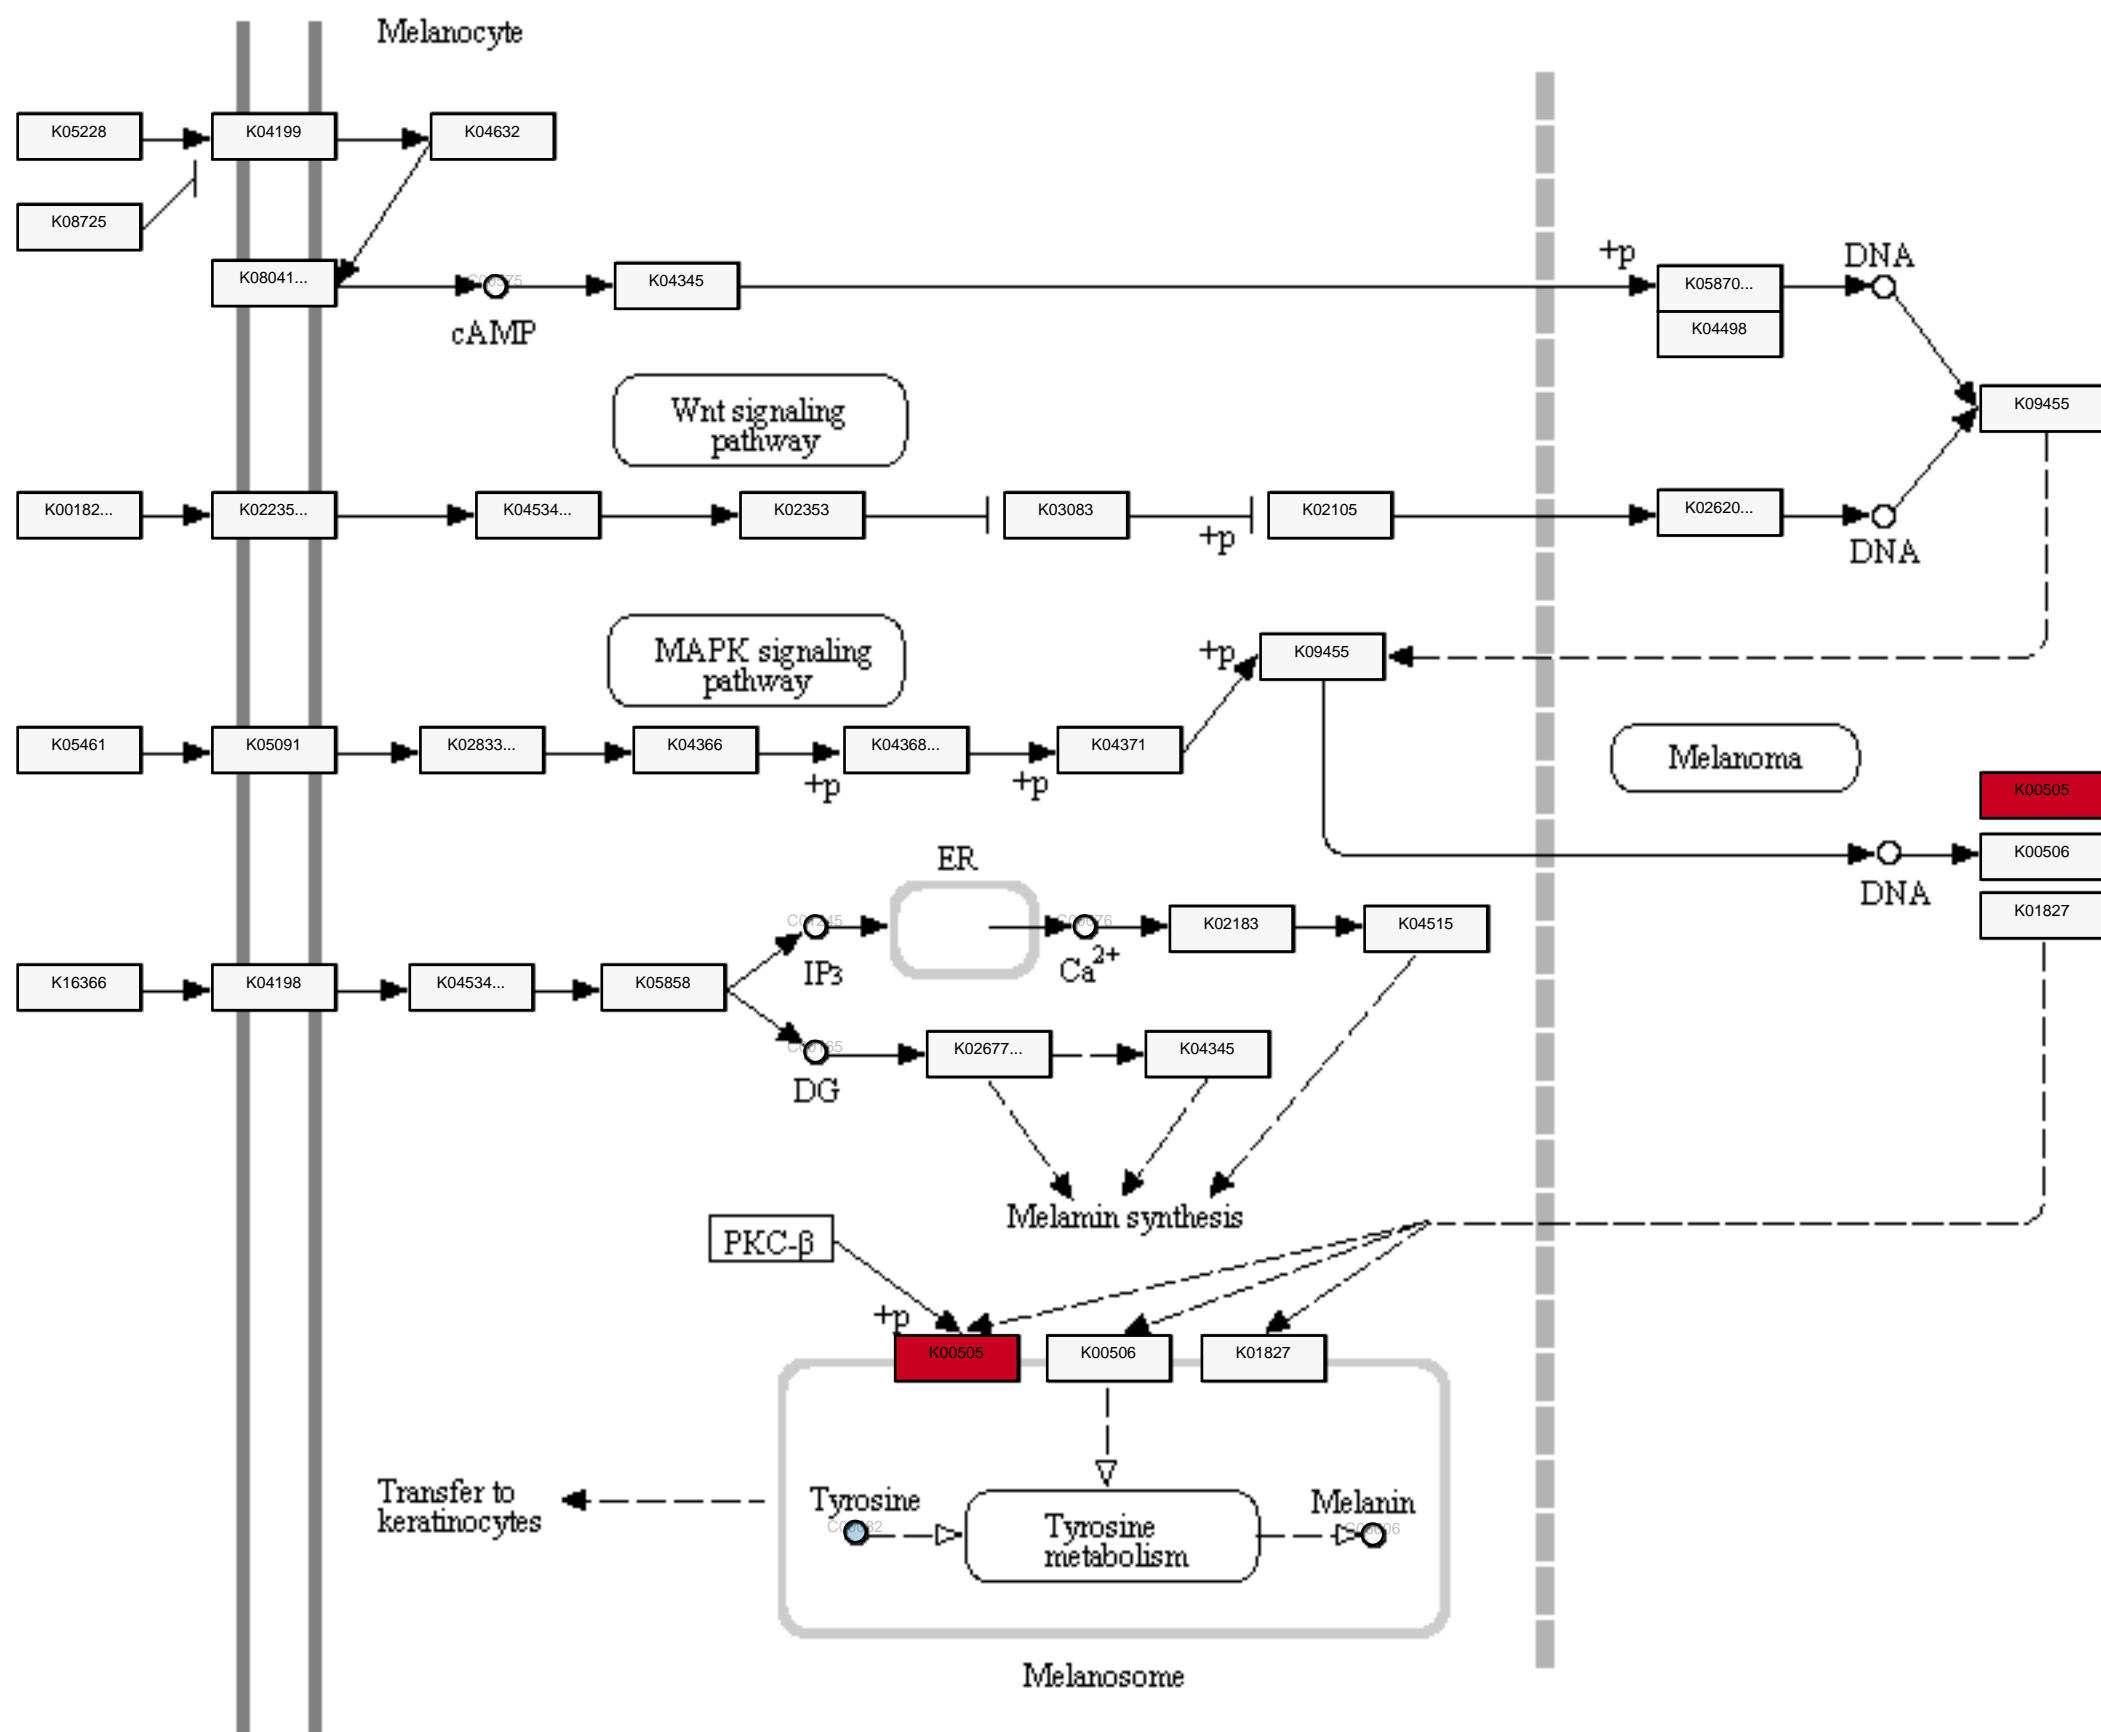 Melanocyte
K05228
K04199
K04632
K08725
K08041...
cAMP
K04345
+p
K05870...
K04498
DNA
K09455
Wnt signaling
pathway
K00182...
K02235...
K04534...
K02353
K03083
+p
K02105
K02620...
DNA
MAPK signaling
pathway
+p
K09455
K05461
K05091
K02833...
K04366
+p
K04368...
+p
K04371
Melanoma
K00505
K00506
K01827
DNA
ER
IP3
Ca2+
K02183
K04515
K16366
K04198
K04534...
K05858
DG
K02677...
K04345
Melamin synthesis
PKC-β
+p
K00505
K00506
K01827
Transfer to
keratinocytes
Tyrosine
Tyrosine
metabolism
Melanin
Melanosome